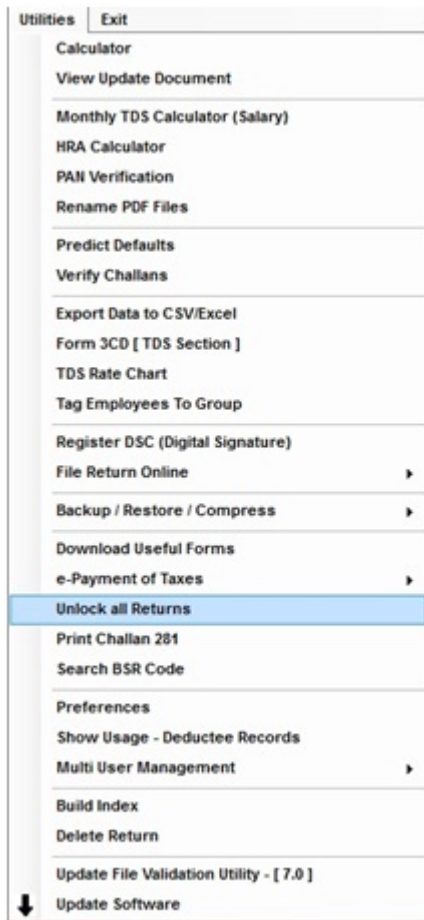 Utilities Exit
Calculator
View Update Document
Monthly TDS Calculator (Salary)
HRA Calculator
PAN Verification
Rename PDF Files
Predict Defaults
Verify Challans
Export Data to CSV/Excel
Form 3CD [ TDS Section ]
TDS Rate Chart
Tag Employees To Group
Register DSC (Digital Signature)
File Return Online
Backup / Restore / Compress
Download Useful Forms
e-Payment of Taxes
Unlock all Returns
Print Challan 281
Search BSR Code
Preferences
Show Usage - Deductee Records
Multi User Management
Build Index
Delete Return
Update File Validation Utility - [ 7.0 ]
Update Software